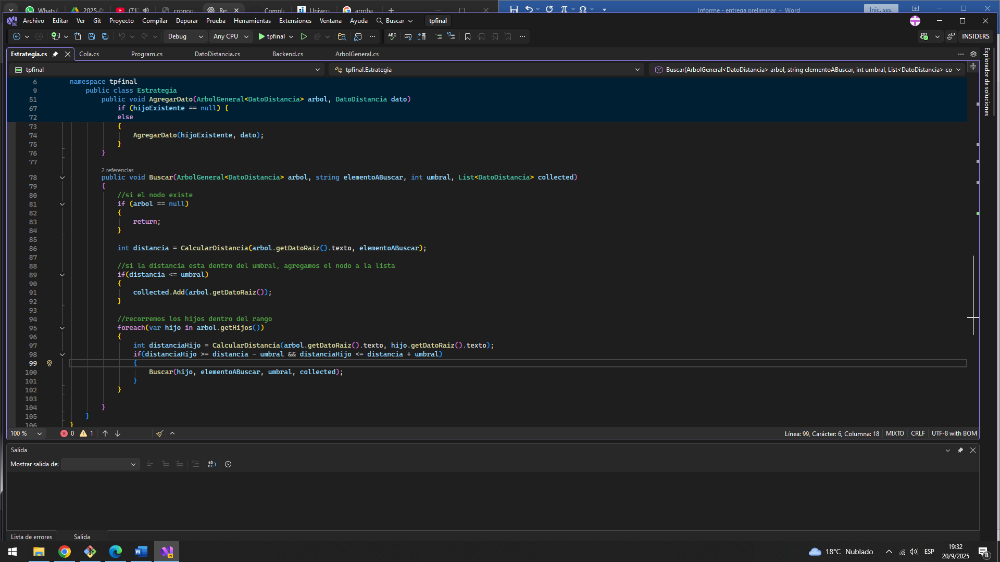 WhatsA
2025-0
(71
cronog
Re
Comple
Univers
arroba
Informe - entrega preliminar - Word
Inic. ses.
Archivo Editar Ver Git Proyecto Compilar Depurar Prueba Herramientas Extensiones Ventana Ayuda Buscar tpfinal
Debug Any CPU tpfinal
INSIDERS
Estrategia.cs Cola.cs Program.cs DatoDistancia.cs Backend.cs ArbolGeneral.cs
tpfinal
tpfinal.Estrategia
Buscar(ArbolGeneral<DatoDistancia> arbol, string elementoABuscar, int umbral, List<DatoDistancia> co
Explorador de soluciones
6 namespace tpfinal
9 public class Estrategia
51 public void AgregarDato(ArbolGeneral<DatoDistancia> arbol, DatoDistancia dato)
67 if (hijoExistente == null) {
72 else
73 {
74 AgregarDato(hijoExistente, dato);
75 }
76 }
77
2 referencias
78 public void Buscar(ArbolGeneral<DatoDistancia> arbol, string elementoABuscar, int umbral, List<DatoDistancia> collected)
79 {
80 //si el nodo existe
81 if (arbol == null)
82 {
83 return;
84 }
85
86 int distancia = CalcularDistancia(arbol.getDatoRaiz().texto, elementoABuscar);
87
88 //si la distancia esta dentro del umbral, agregamos el nodo a la lista
89 if(distancia <= umbral)
90 {
91 collected.Add(arbol.getDatoRaiz());
92 }
93
94 //recorremos los hijos dentro del rango
95 foreach(var hijo in arbol.getHijos())
96 {
97 int distanciaHijo = CalcularDistancia(arbol.getDatoRaiz().texto, hijo.getDatoRaiz().texto);
98 if(distanciaHijo >= distancia - umbral && distanciaHijo <= distancia + umbral)
99 {
100 Buscar(hijo, elementoABuscar, umbral, collected);
101 }
102 }
103
104 }
105 }
106 }
100 % 0 1 Línea: 99, Carácter: 6, Columna: 18 MIXTO CRLF UTF-8 with BOM
Salida
Mostrar salida de:
Lista de errores Salida
18°C Nublado
ESP
19:32
20/9/2025
8